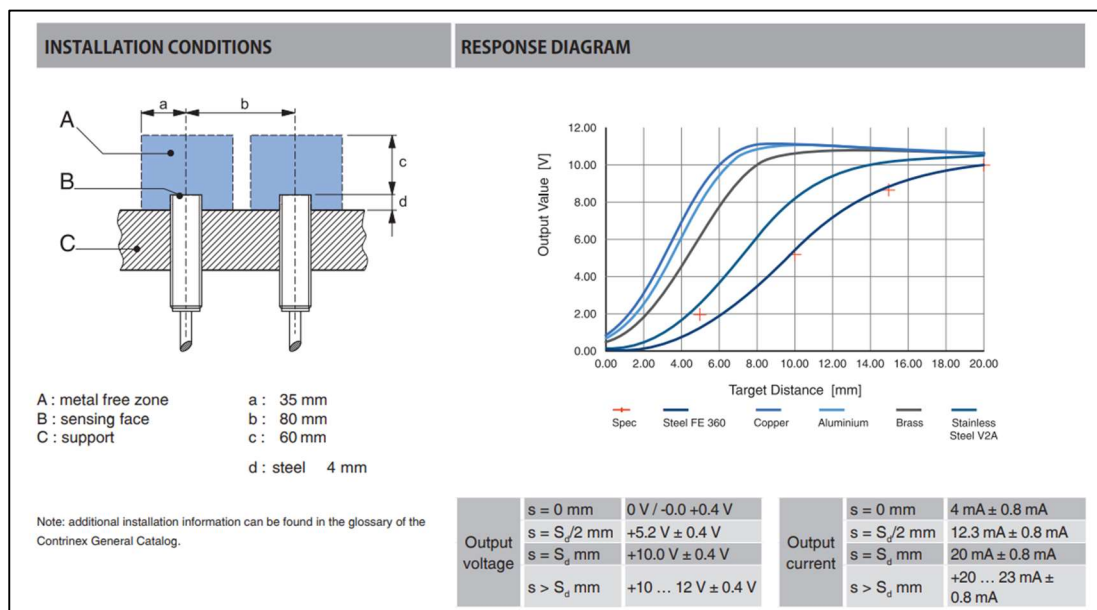 INSTALLATION CONDITIONS
a
b
A
B
C
c
d
A : metal free zone
B : sensing face
C : support
a : 35 mm
b : 80 mm
c : 60 mm
d : steel 4 mm
Note: additional installation information can be found in the glossary of the
Contrinex General Catalog.
RESPONSE DIAGRAM
Output Value [V]
12.00
10.00
8.00
6.00
4.00
2.00
0.00
0.00 2.00 4.00 6.00 8.00 10.00 12.00 14.00 16.00 18.00 20.00
Target Distance [mm]
Spec
Steel FE 360
Copper
Aluminium
Brass
Stainless
Steel V2A
Output
voltage
s = 0 mm 0 V / -0.0 +0.4 V
s = Sd/2 mm +5.2 V ± 0.4 V
s = Sd mm +10.0 V ± 0.4 V
s > Sd mm +10 ... 12 V ± 0.4 V
Output
current
s = 0 mm 4 mA ± 0.8 mA
s = Sd/2 mm 12.3 mA ± 0.8 mA
s = Sd mm 20 mA ± 0.8 mA
s > Sd mm +20 ... 23 mA ±
0.8 mA